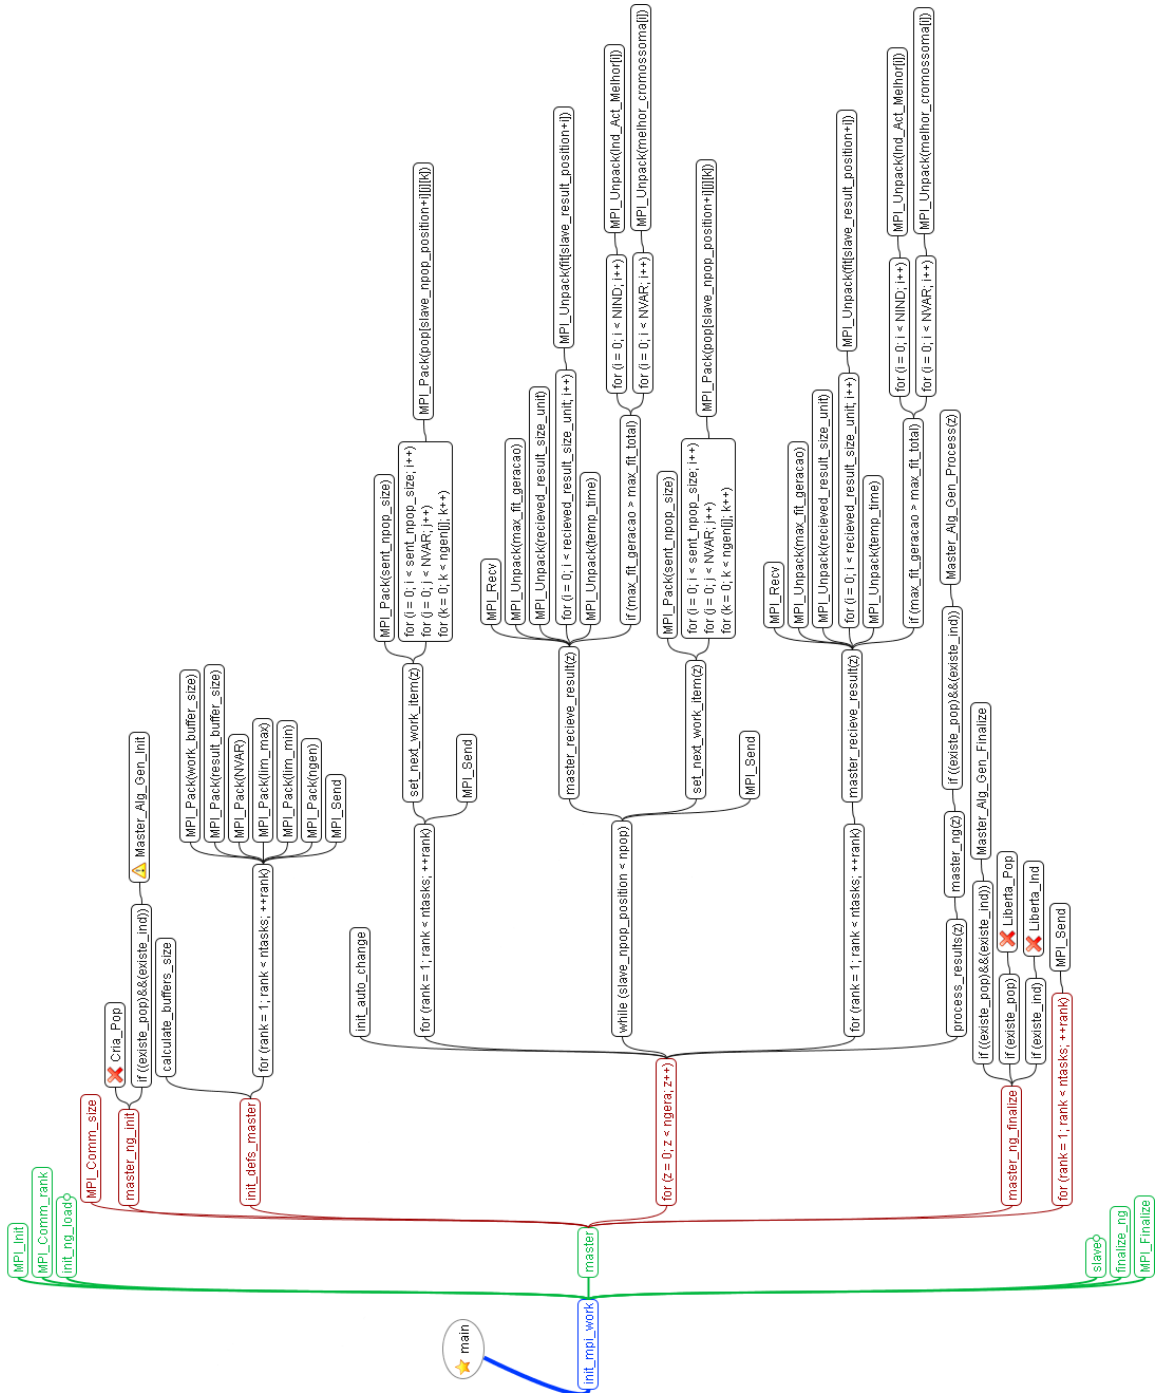 main
init_mpi_work
MPI_Init
MPI_Comm_rank
init_ng_load
master
MPI_Comm_size
master_ng_init
Cria_Pop
if ((existe_pop)&&(existe_ind))
Master_Alg_Gen_Init
init_defs_master
calculate_buffers_size
for (rank = 1; rank < ntasks; ++rank)
MPI_Pack(work_buffer_size)
MPI_Pack(result_buffer_size)
MPI_Pack(NVAR)
MPI_Pack(lim_max)
MPI_Pack(lim_min)
MPI_Pack(ngen)
MPI_Send
for (z = 0; z < ngera; z++)
init_auto_change
for (rank = 1; rank < ntasks; ++rank)
set_next_work_item(z)
MPI_Pack(sent_npop_size)
for (i = 0; i < sent_npop_size; i++)
for (j = 0; j < NVAR; j++)
for (k = 0; k < ngen[j]; k++)
MPI_Pack(pop[slave_npop_position+i][j][k])
MPI_Send
while (slave_npop_position < npop)
master_recieve_result(z)
MPI_Recv
MPI_Unpack(max_fit_geracao)
MPI_Unpack(recieved_result_size_unit)
for (i = 0; i < recieved_result_size_unit; i++)
MPI_Unpack(fit[slave_result_position+i])
MPI_Unpack(temp_time)
if (max_fit_geracao > max_fit_total)
for (i = 0; i < NIND; i++)
MPI_Unpack(Ind_Act_Melhor[i])
for (i = 0; i < NVAR; i++)
MPI_Unpack(melhor_cromossoma[i])
set_next_work_item(z)
MPI_Pack(sent_npop_size)
for (i = 0; i < sent_npop_size; i++)
for (j = 0; j < NVAR; j++)
for (k = 0; k < ngen[j]; k++)
MPI_Pack(pop[slave_npop_position+i][j][k])
MPI_Send
for (rank = 1; rank < ntasks; ++rank)
master_recieve_result(z)
MPI_Recv
MPI_Unpack(max_fit_geracao)
MPI_Unpack(recieved_result_size_unit)
for (i = 0; i < recieved_result_size_unit; i++)
MPI_Unpack(fit[slave_result_position+i])
MPI_Unpack(temp_time)
if (max_fit_geracao > max_fit_total)
for (i = 0; i < NIND; i++)
MPI_Unpack(Ind_Act_Melhor[i])
for (i = 0; i < NVAR; i++)
MPI_Unpack(melhor_cromossoma[i])
process_results(z)
master_ng(z)
if ((existe_pop)&&(existe_ind))
Master_Alg_Gen_Process(z)
master_ng_finalize
if ((existe_pop)&&(existe_ind))
Master_Alg_Gen_Finalize
if (existe_pop)
Liberta_Pop
if (existe_Ind)
Liberta_Ind
for (rank = 1; rank < ntasks; ++rank)
MPI_Send
slave
finalize_ng
MPI_Finalize